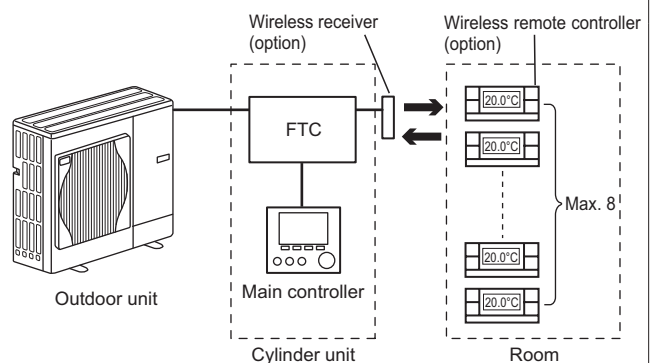 Wireless receiver
(option)
Wireless remote controller
(option)
FTC
20.0°C
20.0°C
Max. 8
20.0°C
20.0°C
Outdoor unit
Main controller
Cylinder unit
Room